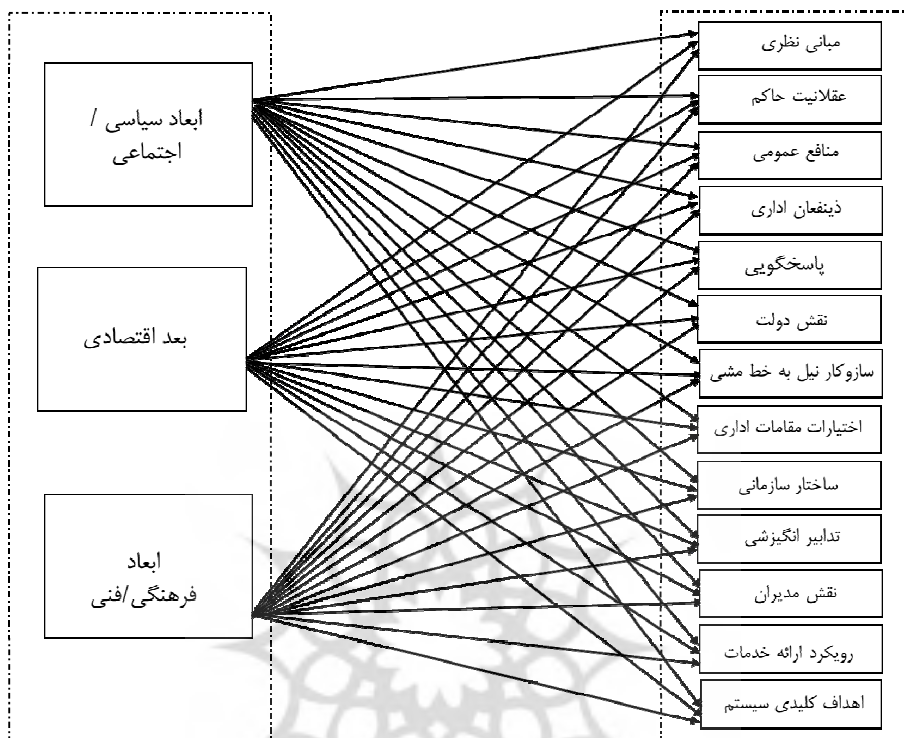 ابعاد سیاسی /
اجتماعی
بعد اقتصادی
ابعاد
فرهنگی/فنی
مبانی نظری
عقلانیت حاکم
منافع عمومی
ذینفعان اداری
پاسخگویی
نقش دولت
سازوکار نیل به خط مشی
اختیارات مقامات اداری
ساختار سازمانی
تدابیر انگیزشی
نقش مدیران
رویکرد ارائه خدمات
اهداف کلیدی سیستم